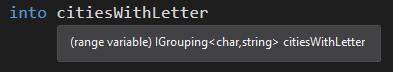 into citiesWithLetter
(range variable) IGrouping<char,string> citiesWithLetter